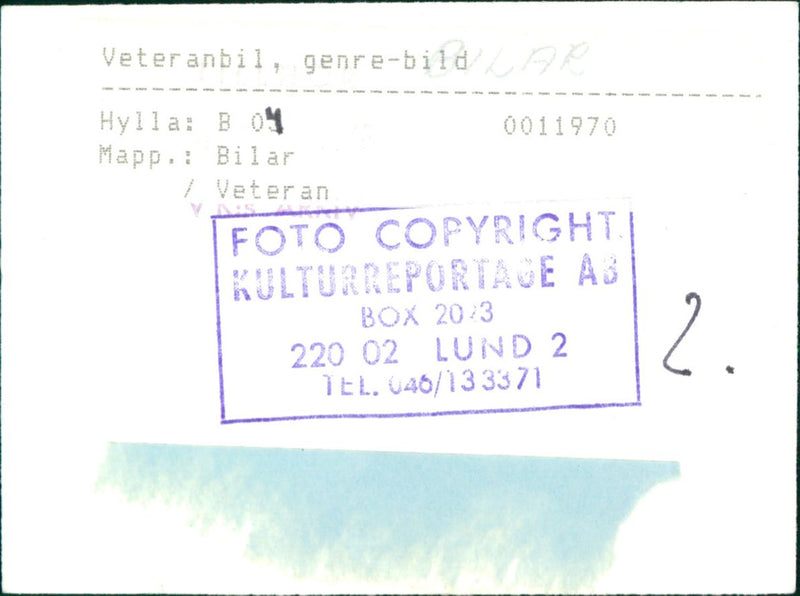 Veteranbil, genre-bild BILAR
Hylla: B 04 0011970
Mapp.: Bilar
/ Veteran
FOTO COPYRIGHT
KULTURREPORTAGE AB
BOX 20
220 02 LUND 2
TEL. 046/13 33 71
2.